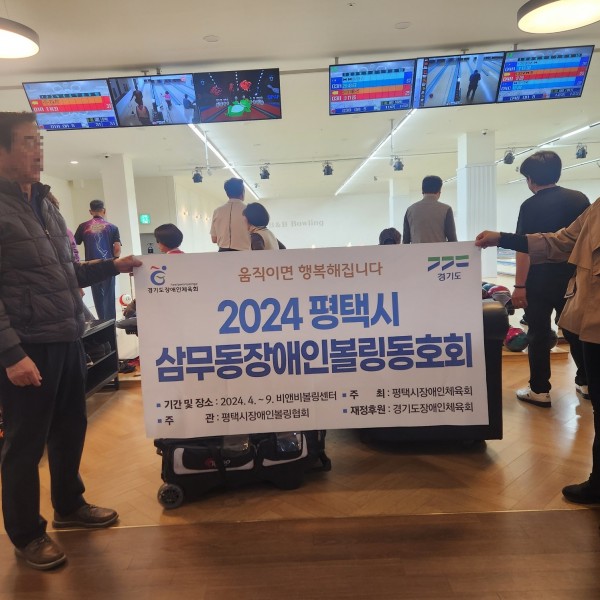 움직이면 행복해집니다
경기도장애인체육회
경기도
2024 평택시
삼무동장애인볼링동호회
▪ 기간 및 장소 : 2024. 4. ~ 9. 비앤비볼링센터 ▪ 주 최 : 평택시장애인체육회
▪ 주 관 : 평택시장애인볼링협회 ▪ 재정후원 : 경기도장애인체육회
Bowling